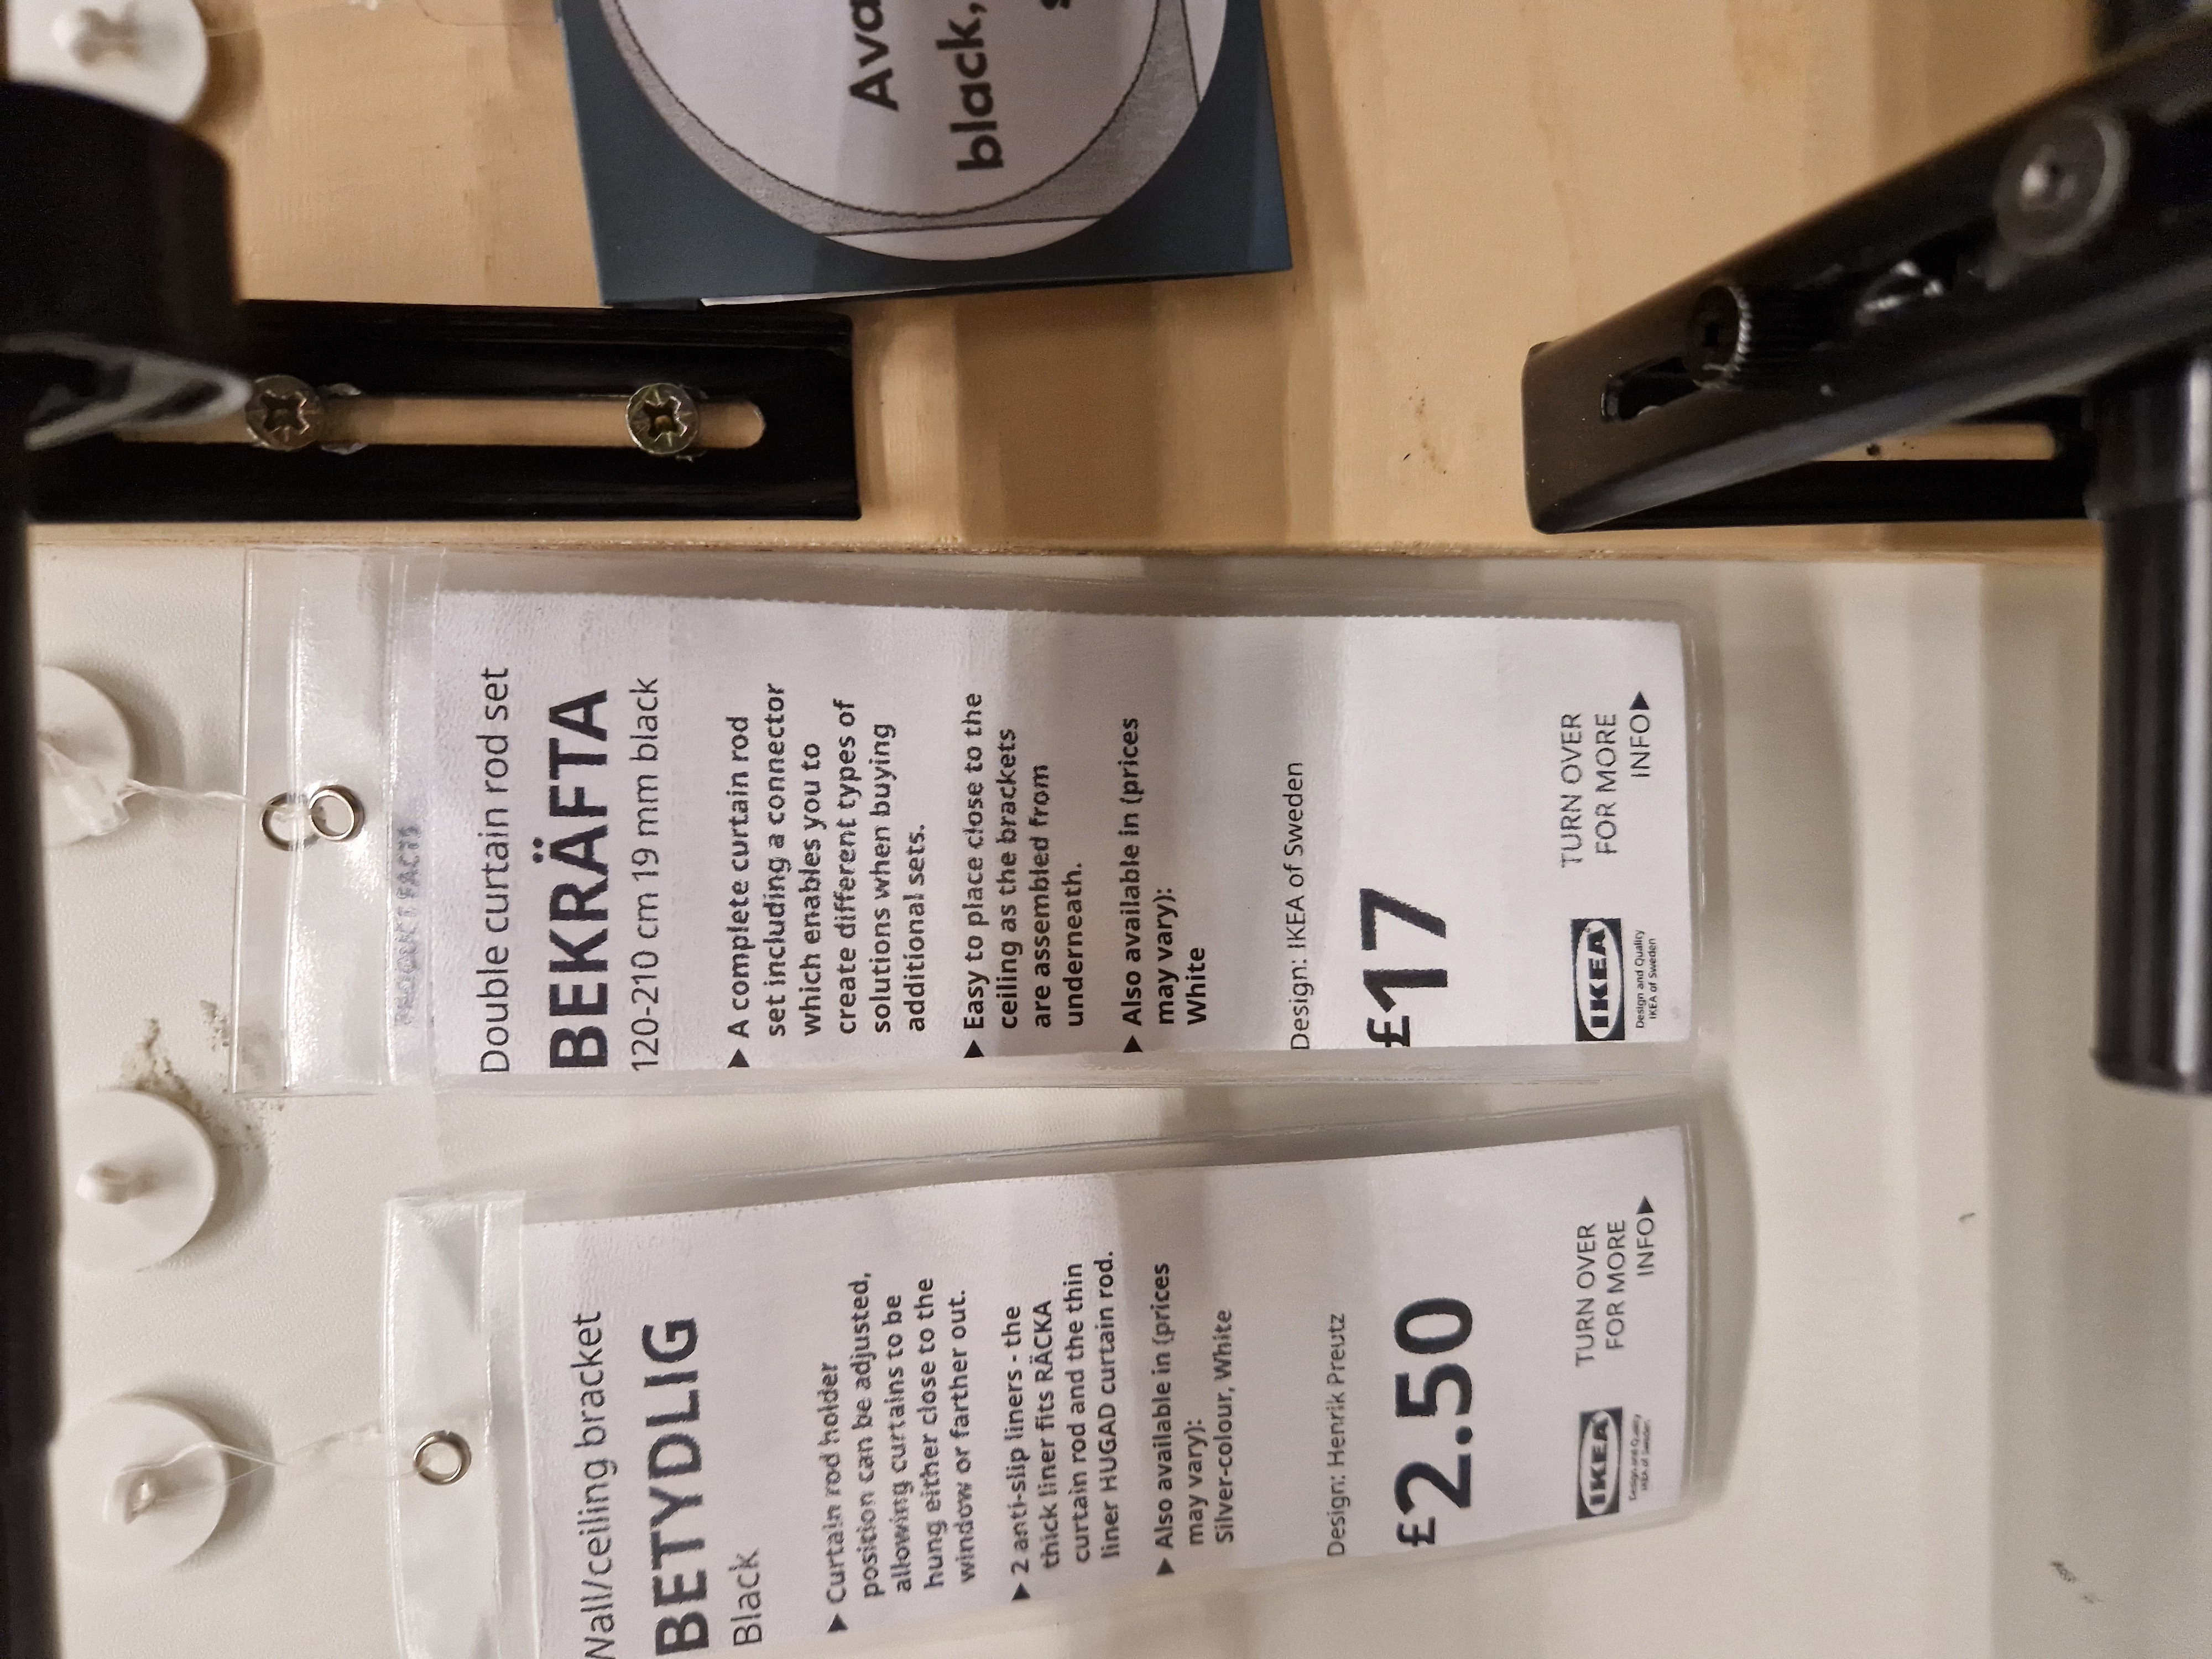 Wall/ceiling bracket
BETYDLIG
Black
▶ Curtain rod holder
position can be adjusted,
allowing curtains to be
hung either close to the
window or farther out.
▶ 2 anti-slip liners - the
thick liner fits RÄCKA
curtain rod and the thin
liner HUGAD curtain rod.
▶ Also available in (prices
may vary):
Silver-colour, White
Design: Henrik Preutz
£2.50
IKEA
Design and Quality
IKEA of Sweden
TURN OVER
FOR MORE
INFO▶
PRODUCT FACTS
Double curtain rod set
BEKRÄFTA
120-210 cm 19 mm black
▶ A complete curtain rod
set including a connector
which enables you to
create different types of
solutions when buying
additional sets.
▶ Easy to place close to the
ceiling as the brackets
are assembled from
underneath.
▶ Also available in (prices
may vary):
White
Design: IKEA of Sweden
£17
IKEA
Design and Quality
IKEA of Sweden
TURN OVER
FOR MORE
INFO▶
black,